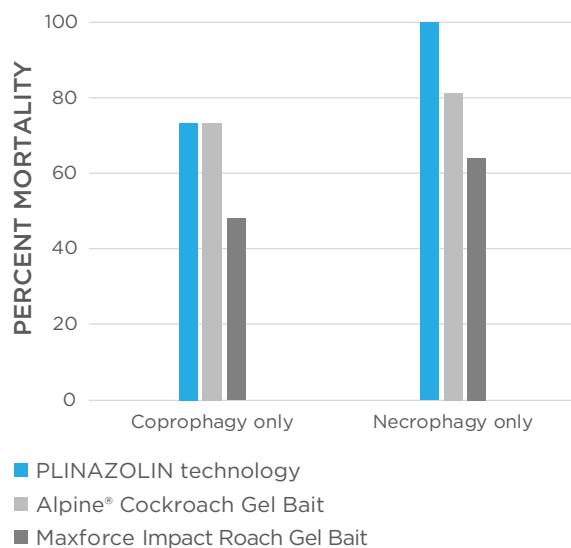 100
80
60
40
20
0
PERCENT MORTALITY
Coprophagy only
Necrophagy only
PLINAZOLIN technology
Alpine® Cockroach Gel Bait
Maxforce Impact Roach Gel Bait